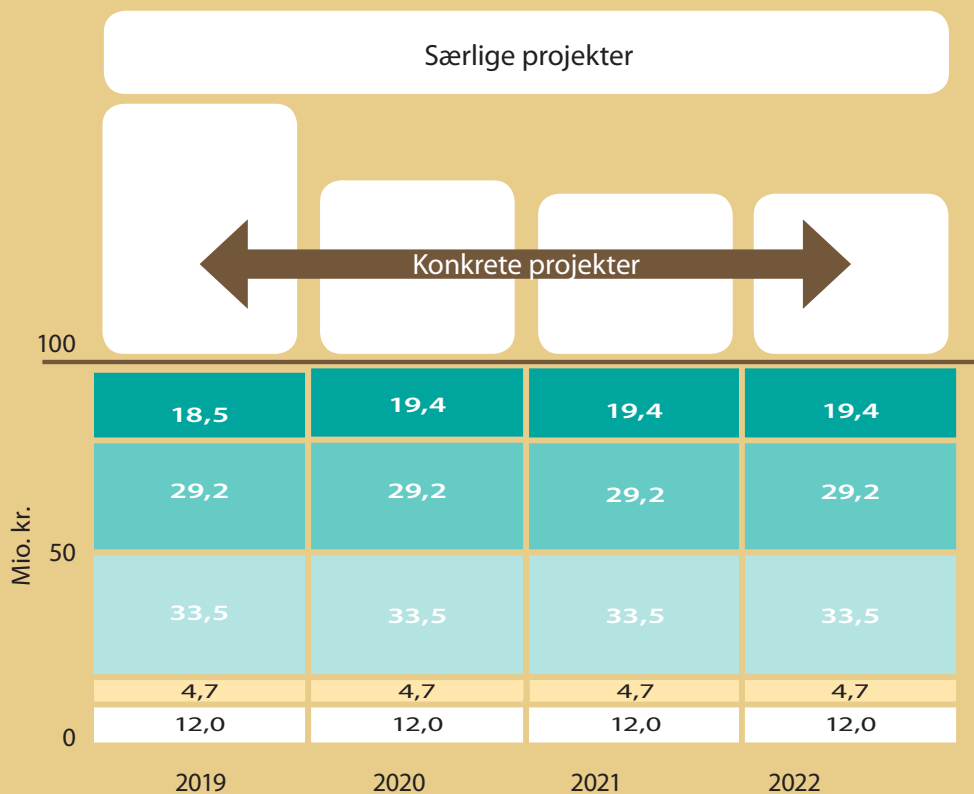 Særlige projekter
Konkrete projekter
100
18,5 19,4 19,4 19,4
29,2 29,2 29,2 29,2
Mio. kr.
50
33,5 33,5 33,5 33,5
4,7 4,7 4,7 4,7
12,0 12,0 12,0 12,0
0
2019 2020 2021 2022